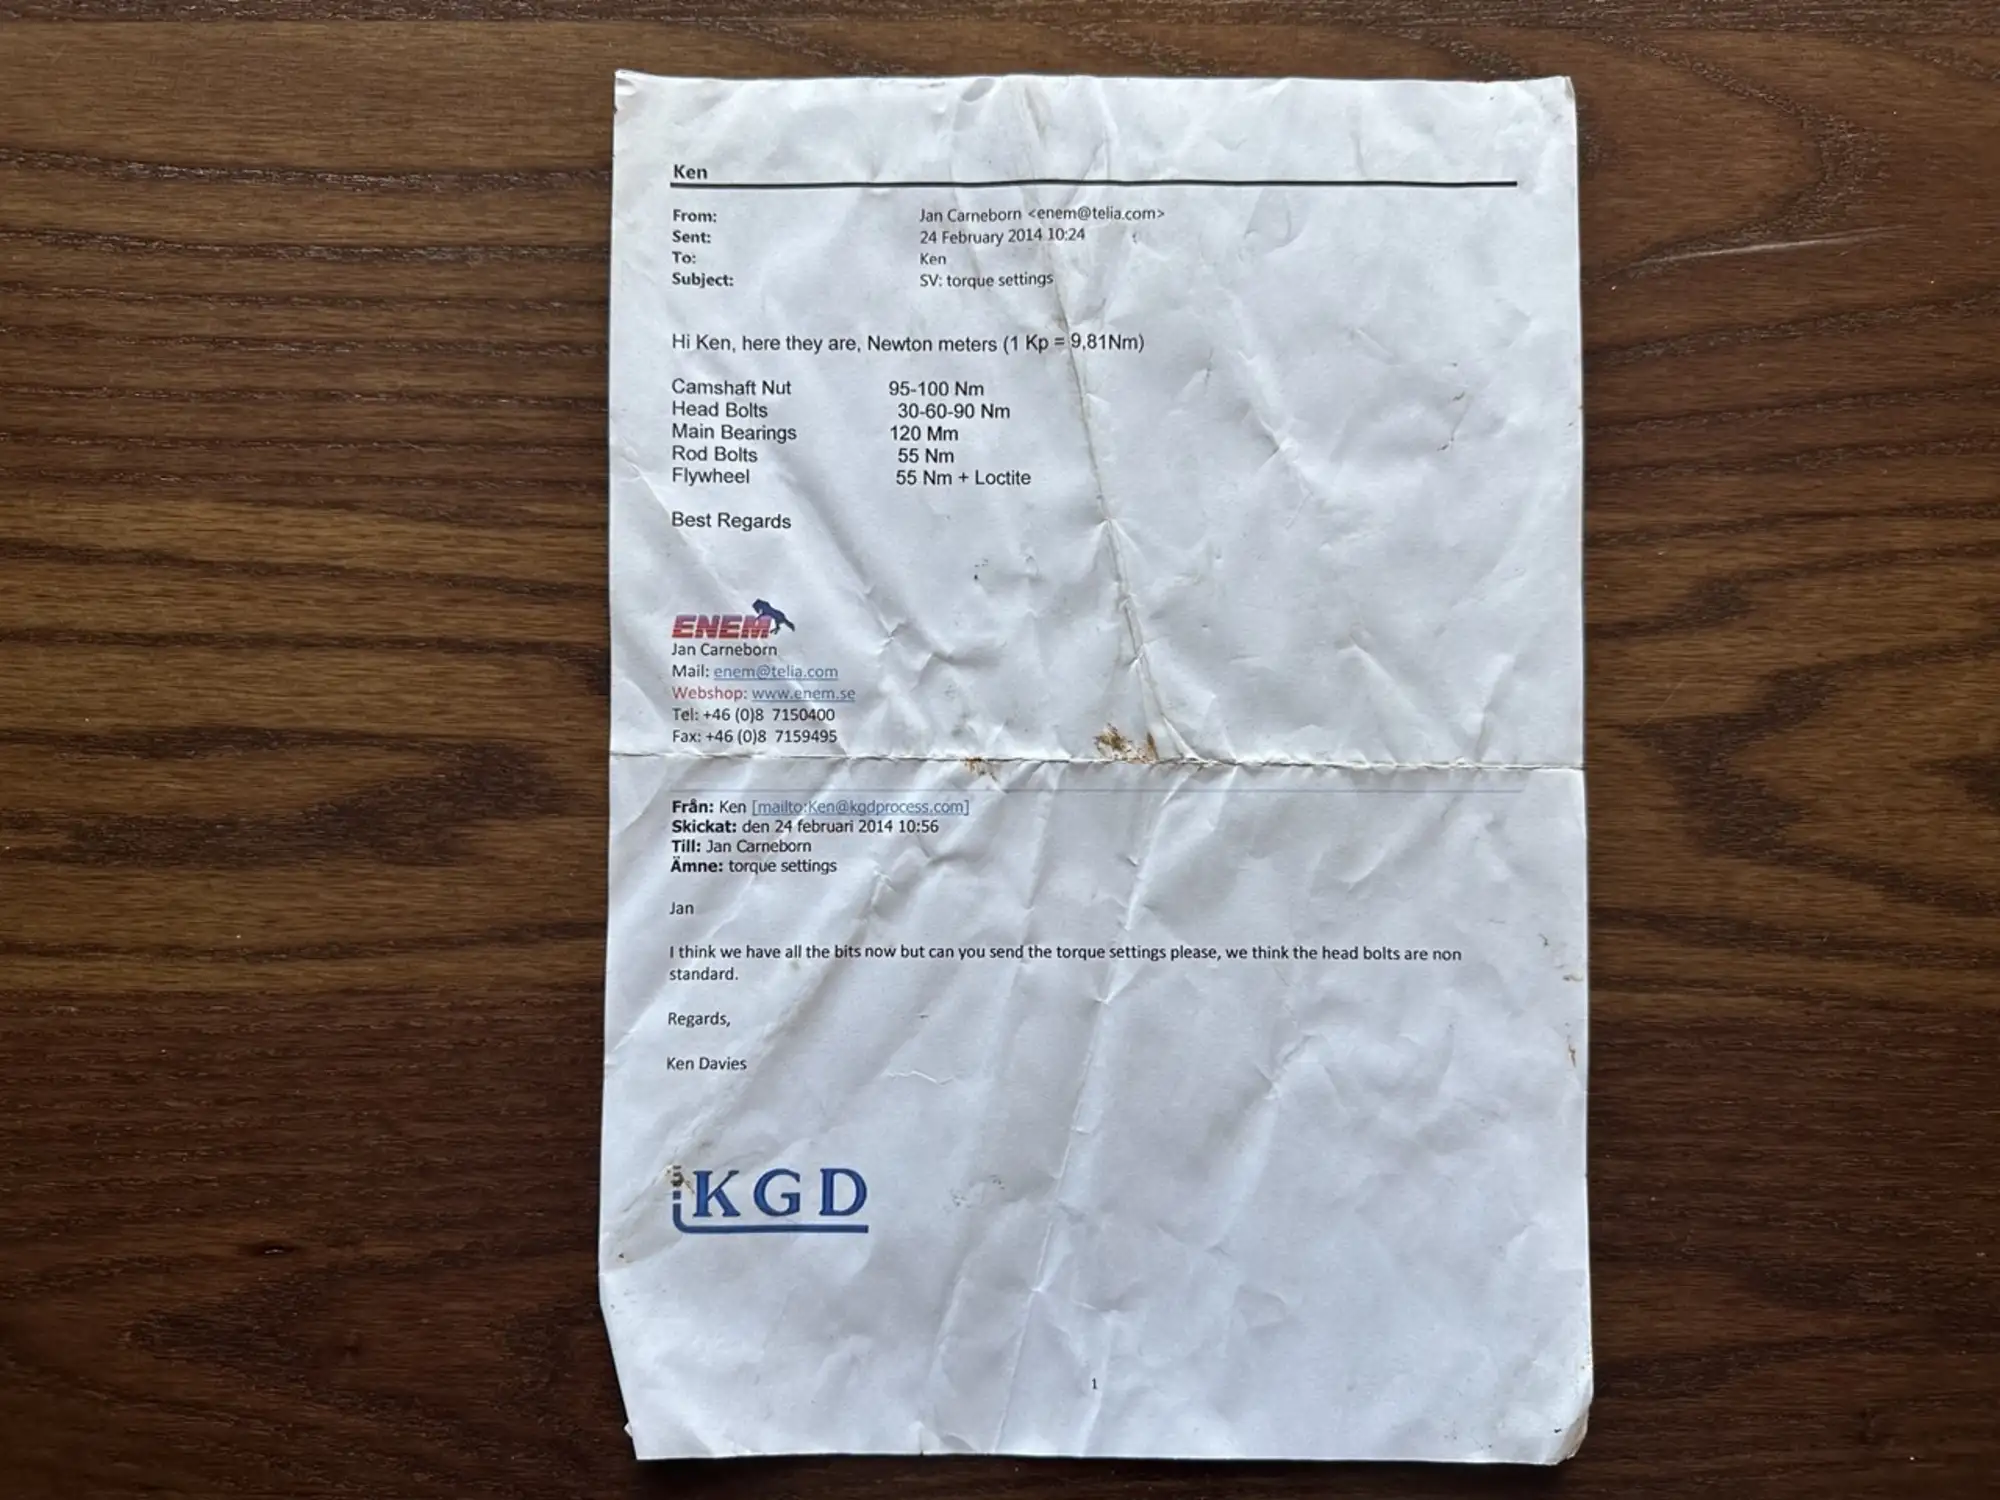 Ken
From: Jan Carneborn <enem@telia.com>
Sent: 24 February 2014 10:24
To: Ken
Subject: SV: torque settings
Hi Ken, here they are, Newton meters (1 Kp = 9,81Nm)
Camshaft Nut 95-100 Nm
Head Bolts 30-60-90 Nm
Main Bearings 120 Mm
Rod Bolts 55 Nm
Flywheel 55 Nm + Loctite
Best Regards
ENEM
Jan Carneborn
Mail: enem@telia.com
Webshop: www.enem.se
Tel: +46 (0)8 7150400
Fax: +46 (0)8 7159495
Från: Ken [mailto:Ken@kgdprocess.com]
Skickat: den 24 februari 2014 10:56
Till: Jan Carneborn
Ämne: torque settings
Jan
I think we have all the bits now but can you send the torque settings please, we think the head bolts are non
standard.
Regards,
Ken Davies
KGD
1